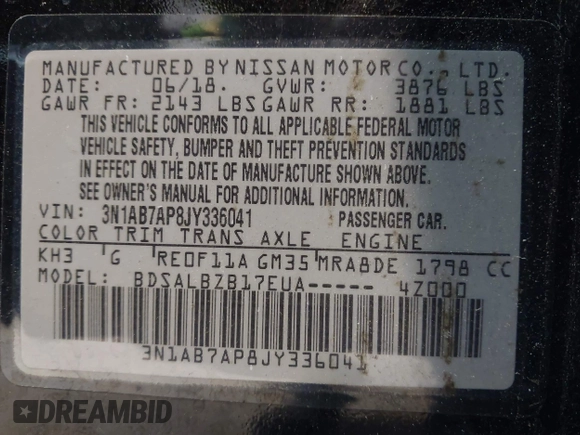 MANUFACTURED BY NISSAN MOTOR CO., LTD.
DATE: 06/18. GVWR: 3876 LBS
GAWR FR: 2143 LBS GAWR RR: 1881 LBS
THIS VEHICLE CONFORMS TO ALL APPLICABLE FEDERAL MOTOR
VEHICLE SAFETY, BUMPER AND THEFT PREVENTION STANDARDS
IN EFFECT ON THE DATE OF MANUFACTURE SHOWN ABOVE.
SEE OWNER'S MANUAL FOR ADDITIONAL INFORMATION.
VIN: 3N1AB7AP8JY336041 PASSENGER CAR.
COLOR TRIM TRANS AXLE ENGINE
KH3 G RE0F11A GM35 MRA8DE 1798 CC
MODEL: BDSALBZB17EUA----- 4Z000
3N1AB7AP8JY336041
DREAMBID